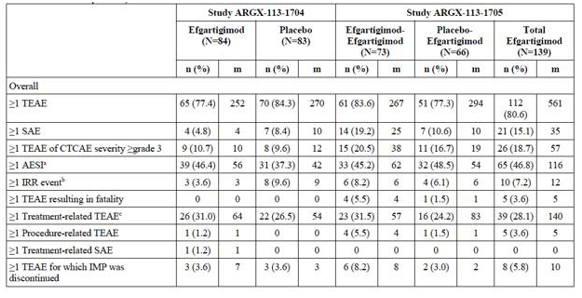 Study ARGX-113-1704 Study ARGX-113-1705
Efgartigimod (N=84) Placebo (N=83) Efgartigimod-Efgartigimod (N=73) Placebo-Efgartigimod (N=66) Total Efgartigimod (N=139)
n (%) m n (%) m n (%) m n (%) m n (%) m
Overall
≥1 TEAE 65 (77.4) 252 70 (84.3) 270 61 (83.6) 267 51 (77.3) 294 112 (80.6) 561
≥1 SAE 4 (4.8) 4 7 (8.4) 10 14 (19.2) 25 7 (10.6) 10 21 (15.1) 35
≥1 TEAE of CTCAE severity ≥grade 3 9 (10.7) 10 8 (9.6) 12 15 (20.5) 38 11 (16.7) 19 26 (18.7) 57
≥1 AESIᵃ 39 (46.4) 56 31 (37.3) 42 33 (45.2) 62 32 (48.5) 54 65 (46.8) 116
≥1 IRR eventᵇ 3 (3.6) 3 8 (9.6) 9 6 (8.2) 6 4 (6.1) 6 10 (7.2) 12
≥1 TEAE resulting in fatality 0 0 0 0 4 (5.5) 4 1 (1.5) 1 5 (3.6) 5
≥1 Treatment-related TEAEᶜ 26 (31.0) 64 22 (26.5) 54 23 (31.5) 57 16 (24.2) 83 39 (28.1) 140
≥1 Procedure-related TEAE 1 (1.2) 1 0 0 4 (5.5) 4 1 (1.5) 1 5 (3.6) 5
≥1 Treatment-related SAE 1 (1.2) 1 0 0 0 0 0 0 0 0
≥1 TEAE for which IMP was discontinued 3 (3.6) 7 3 (3.6) 3 6 (8.2) 8 2 (3.0) 2 8 (5.8) 10